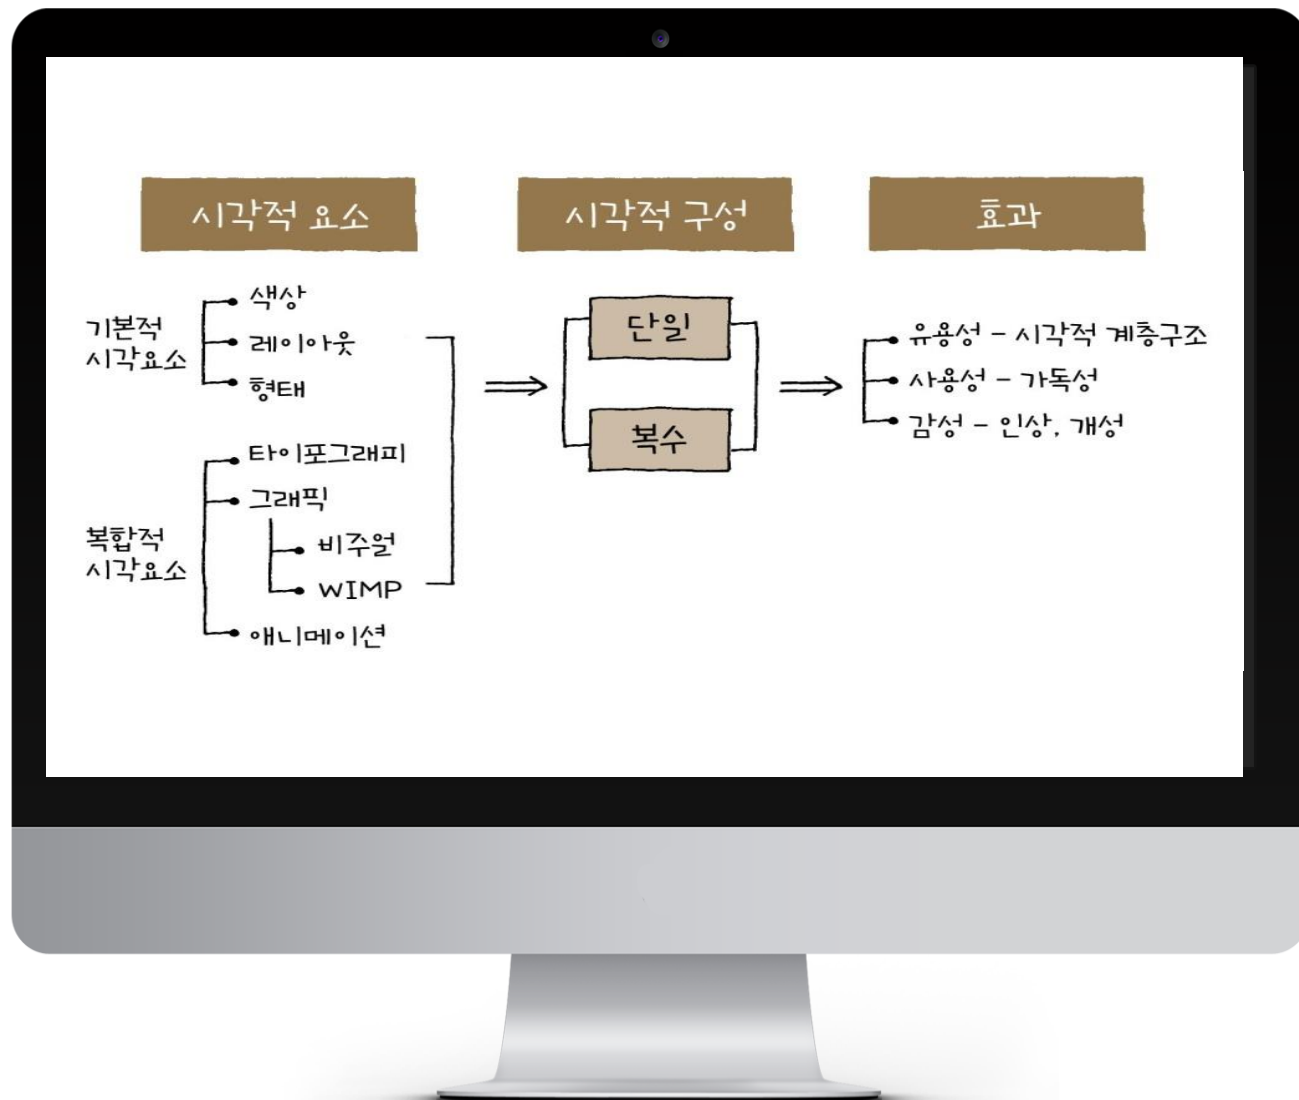 시각적 요소
시각적 구성
효과
기본적
시각요소
색상
레이아웃
형태
복합적
시각요소
타이포그래피
그래픽
비주얼
WIMP
애니메이션
단일
복수
유용성 - 시각적 계층구조
사용성 - 가독성
감성 - 인상, 개성